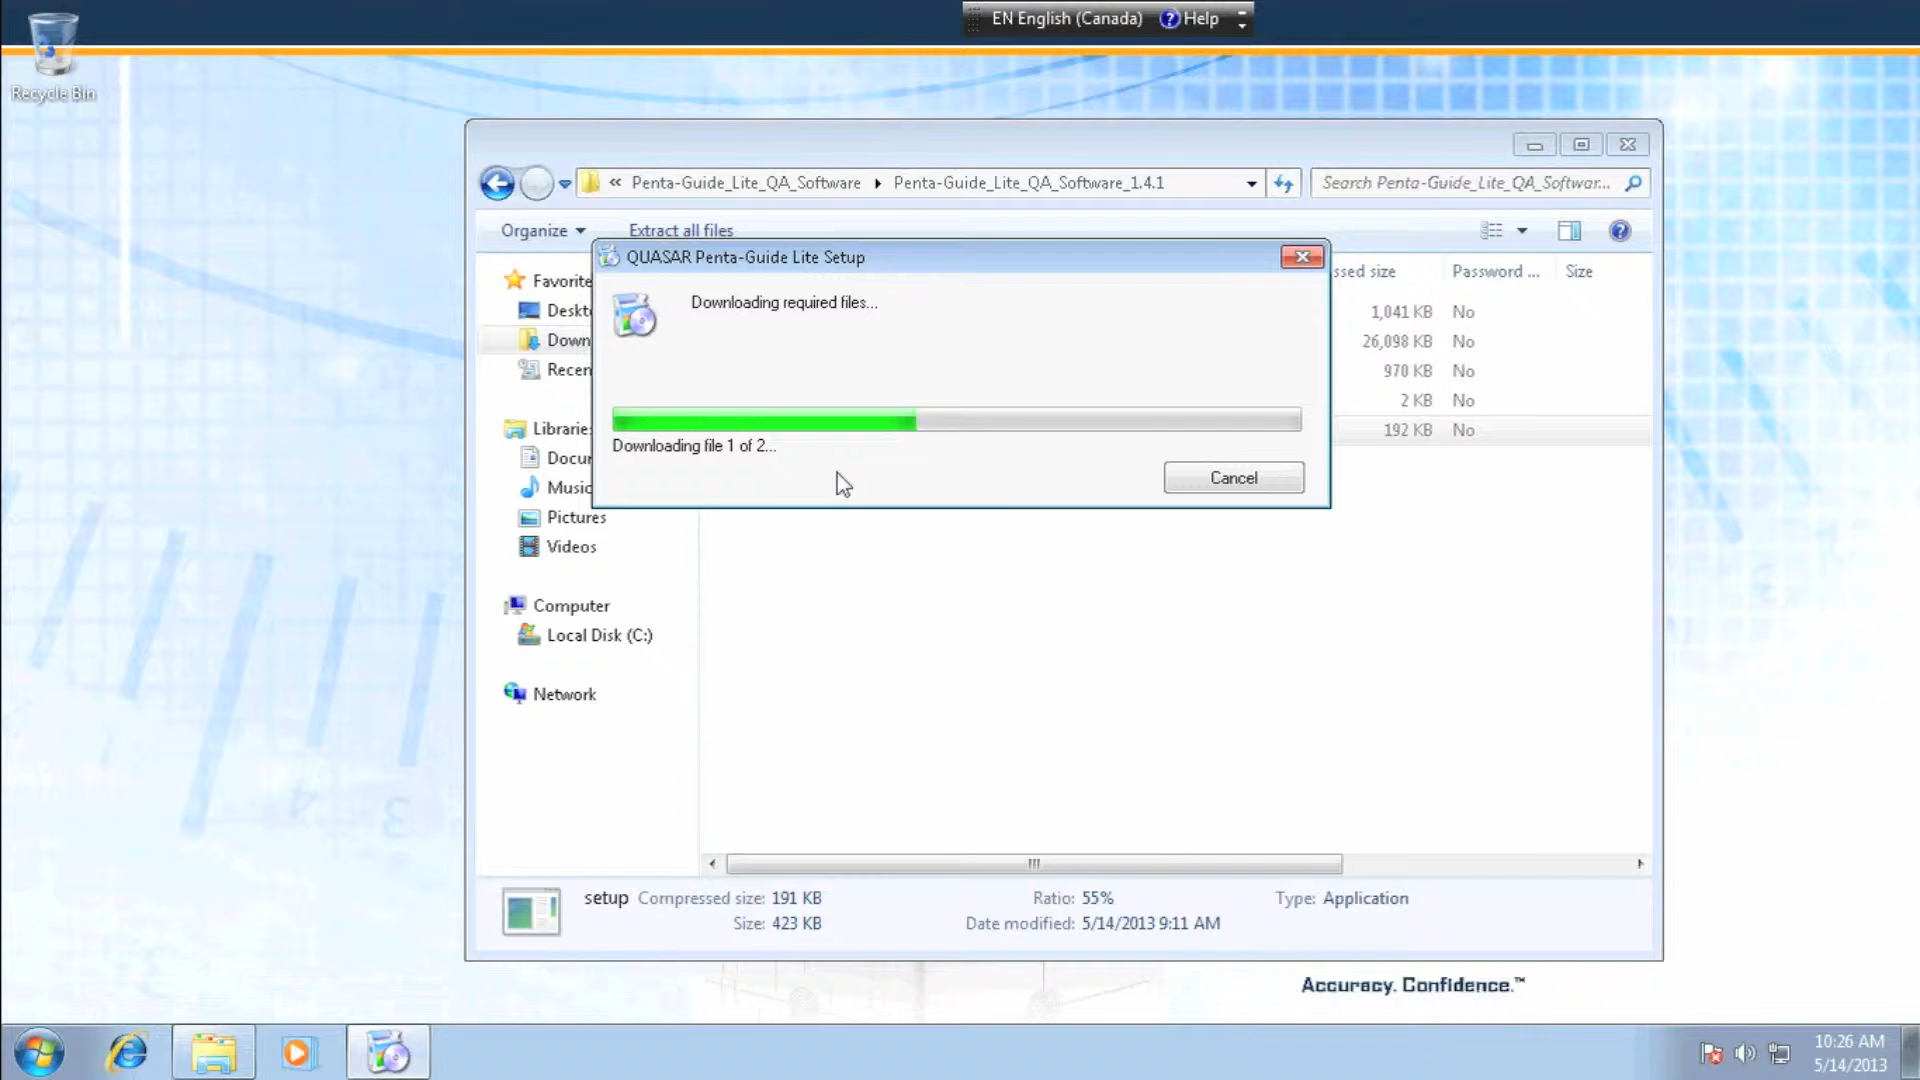 EN English (Canada) Help
Recycle Bin
« Penta-Guide_Lite_QA_Software Penta-Guide_Lite_QA_Software_1.4.1
Search Penta-Guide_Lite_QA_Softwar...
Organize Extract all files
QUASAR Penta-Guide Lite Setup
Downloading required files...
Downloading file 1 of 2...
Cancel
ssed size Password ... Size
1,041 KB No
26,098 KB No
970 KB No
2 KB No
192 KB No
Favorite
Deskt
Down
Recen
Librarie
Docur
Music
Pictures
Videos
Computer
Local Disk (C:)
Network
setup Compressed size: 191 KB Ratio: 55% Type: Application
Size: 423 KB Date modified: 5/14/2013 9:11 AM
Accuracy. Confidence.™
10:26 AM
5/14/2013